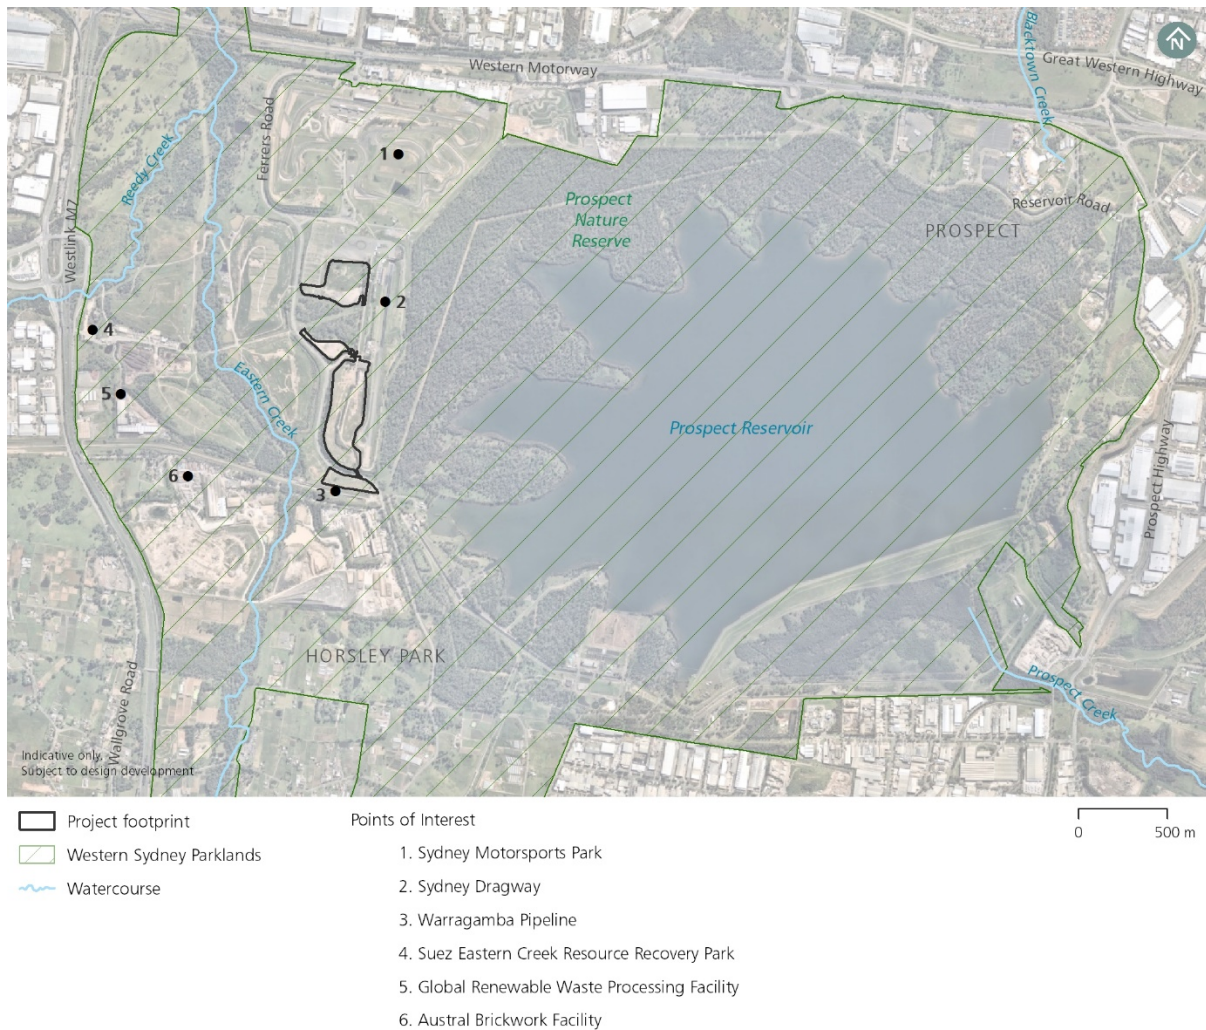 N
Western Motorway
Great Western Highway
Blacktown Creek
Ferrers Road
1
Reedy Creek
Prospect
Nature
Reserve
Reservoir Road
PROSPECT
Westlink M7
2
4
Eastern Creek
5
Prospect Reservoir
6
3
Prospect Highway
HORSLEY PARK
Wallgrove Road
Prospect Creek
Indicative only.
Subject to design development
Project footprint
Western Sydney Parklands
Watercourse
Points of Interest
1. Sydney Motorsports Park
2. Sydney Dragway
3. Warragamba Pipeline
4. Suez Eastern Creek Resource Recovery Park
5. Global Renewable Waste Processing Facility
6. Austral Brickwork Facility
0 500 m